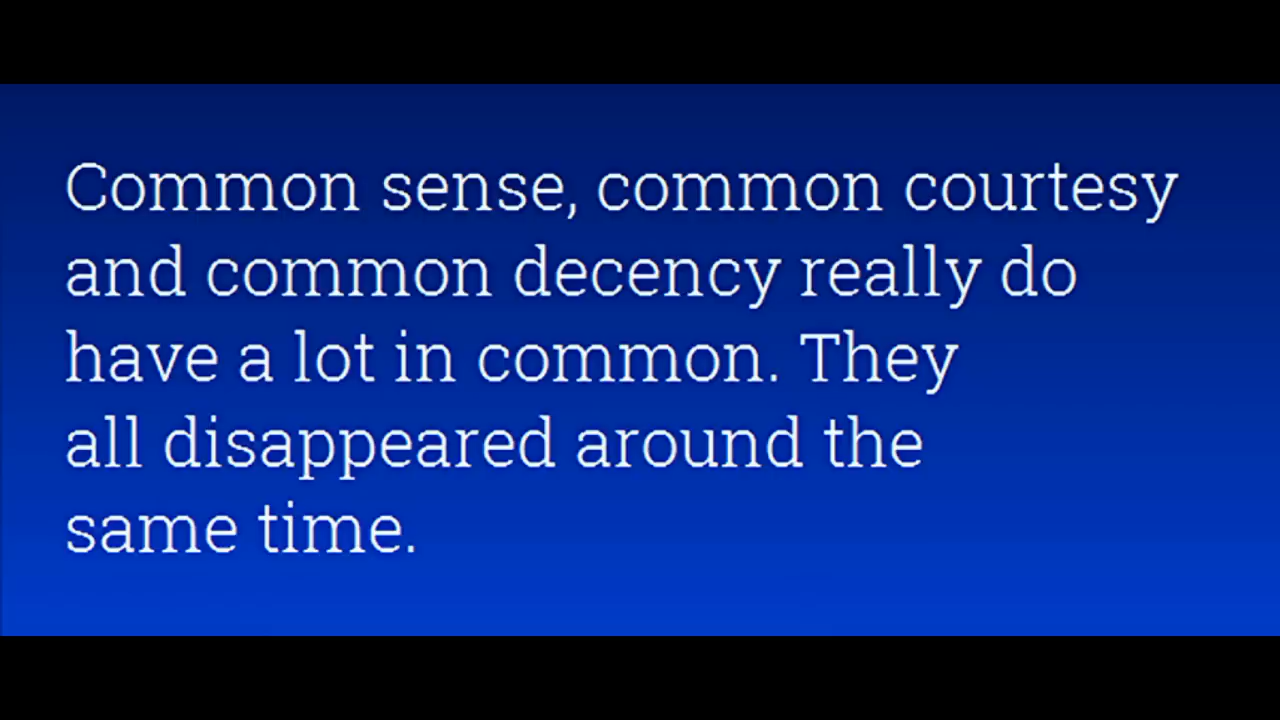 Common sense, common courtesy
and common decency really do
have a lot in common. They
all disappeared around the
same time.